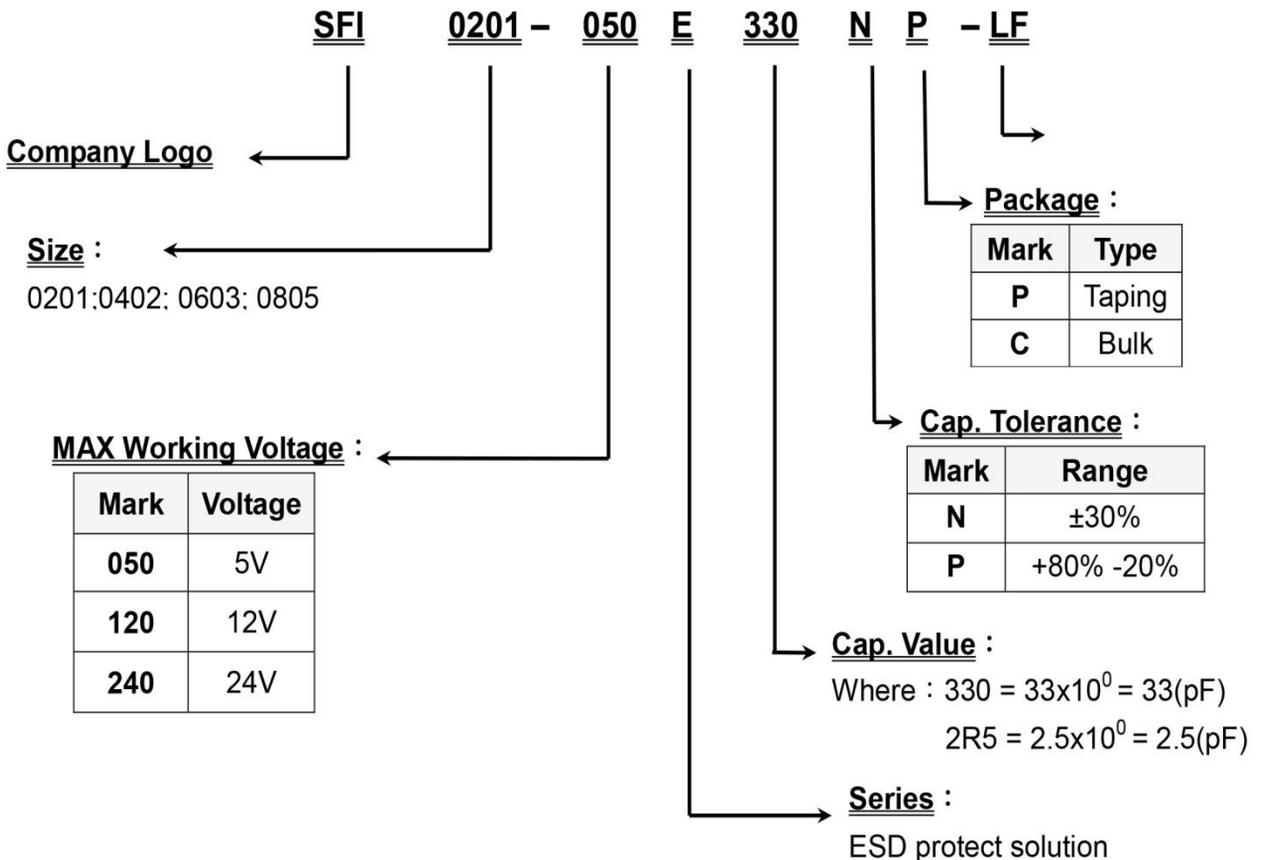 SFI 0201 – 050 E 330 N P – LF
Company Logo
Package：
Mark Type
P Taping
C Bulk
Size：
0201;0402; 0603; 0805
Cap. Tolerance：
Mark Range
N ±30%
P +80% -20%
MAX Working Voltage：
Mark Voltage
050 5V
120 12V
240 24V
Cap. Value：
Where：330 = 33x10⁰ = 33(pF)
2R5 = 2.5x10⁰ = 2.5(pF)
Series：
ESD protect solution